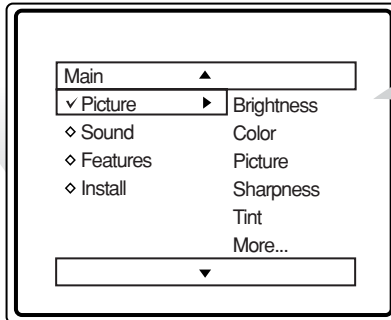 Main
Picture
Brightness
Sound
Color
Features
Picture
Install
Sharpness
Tint
More...